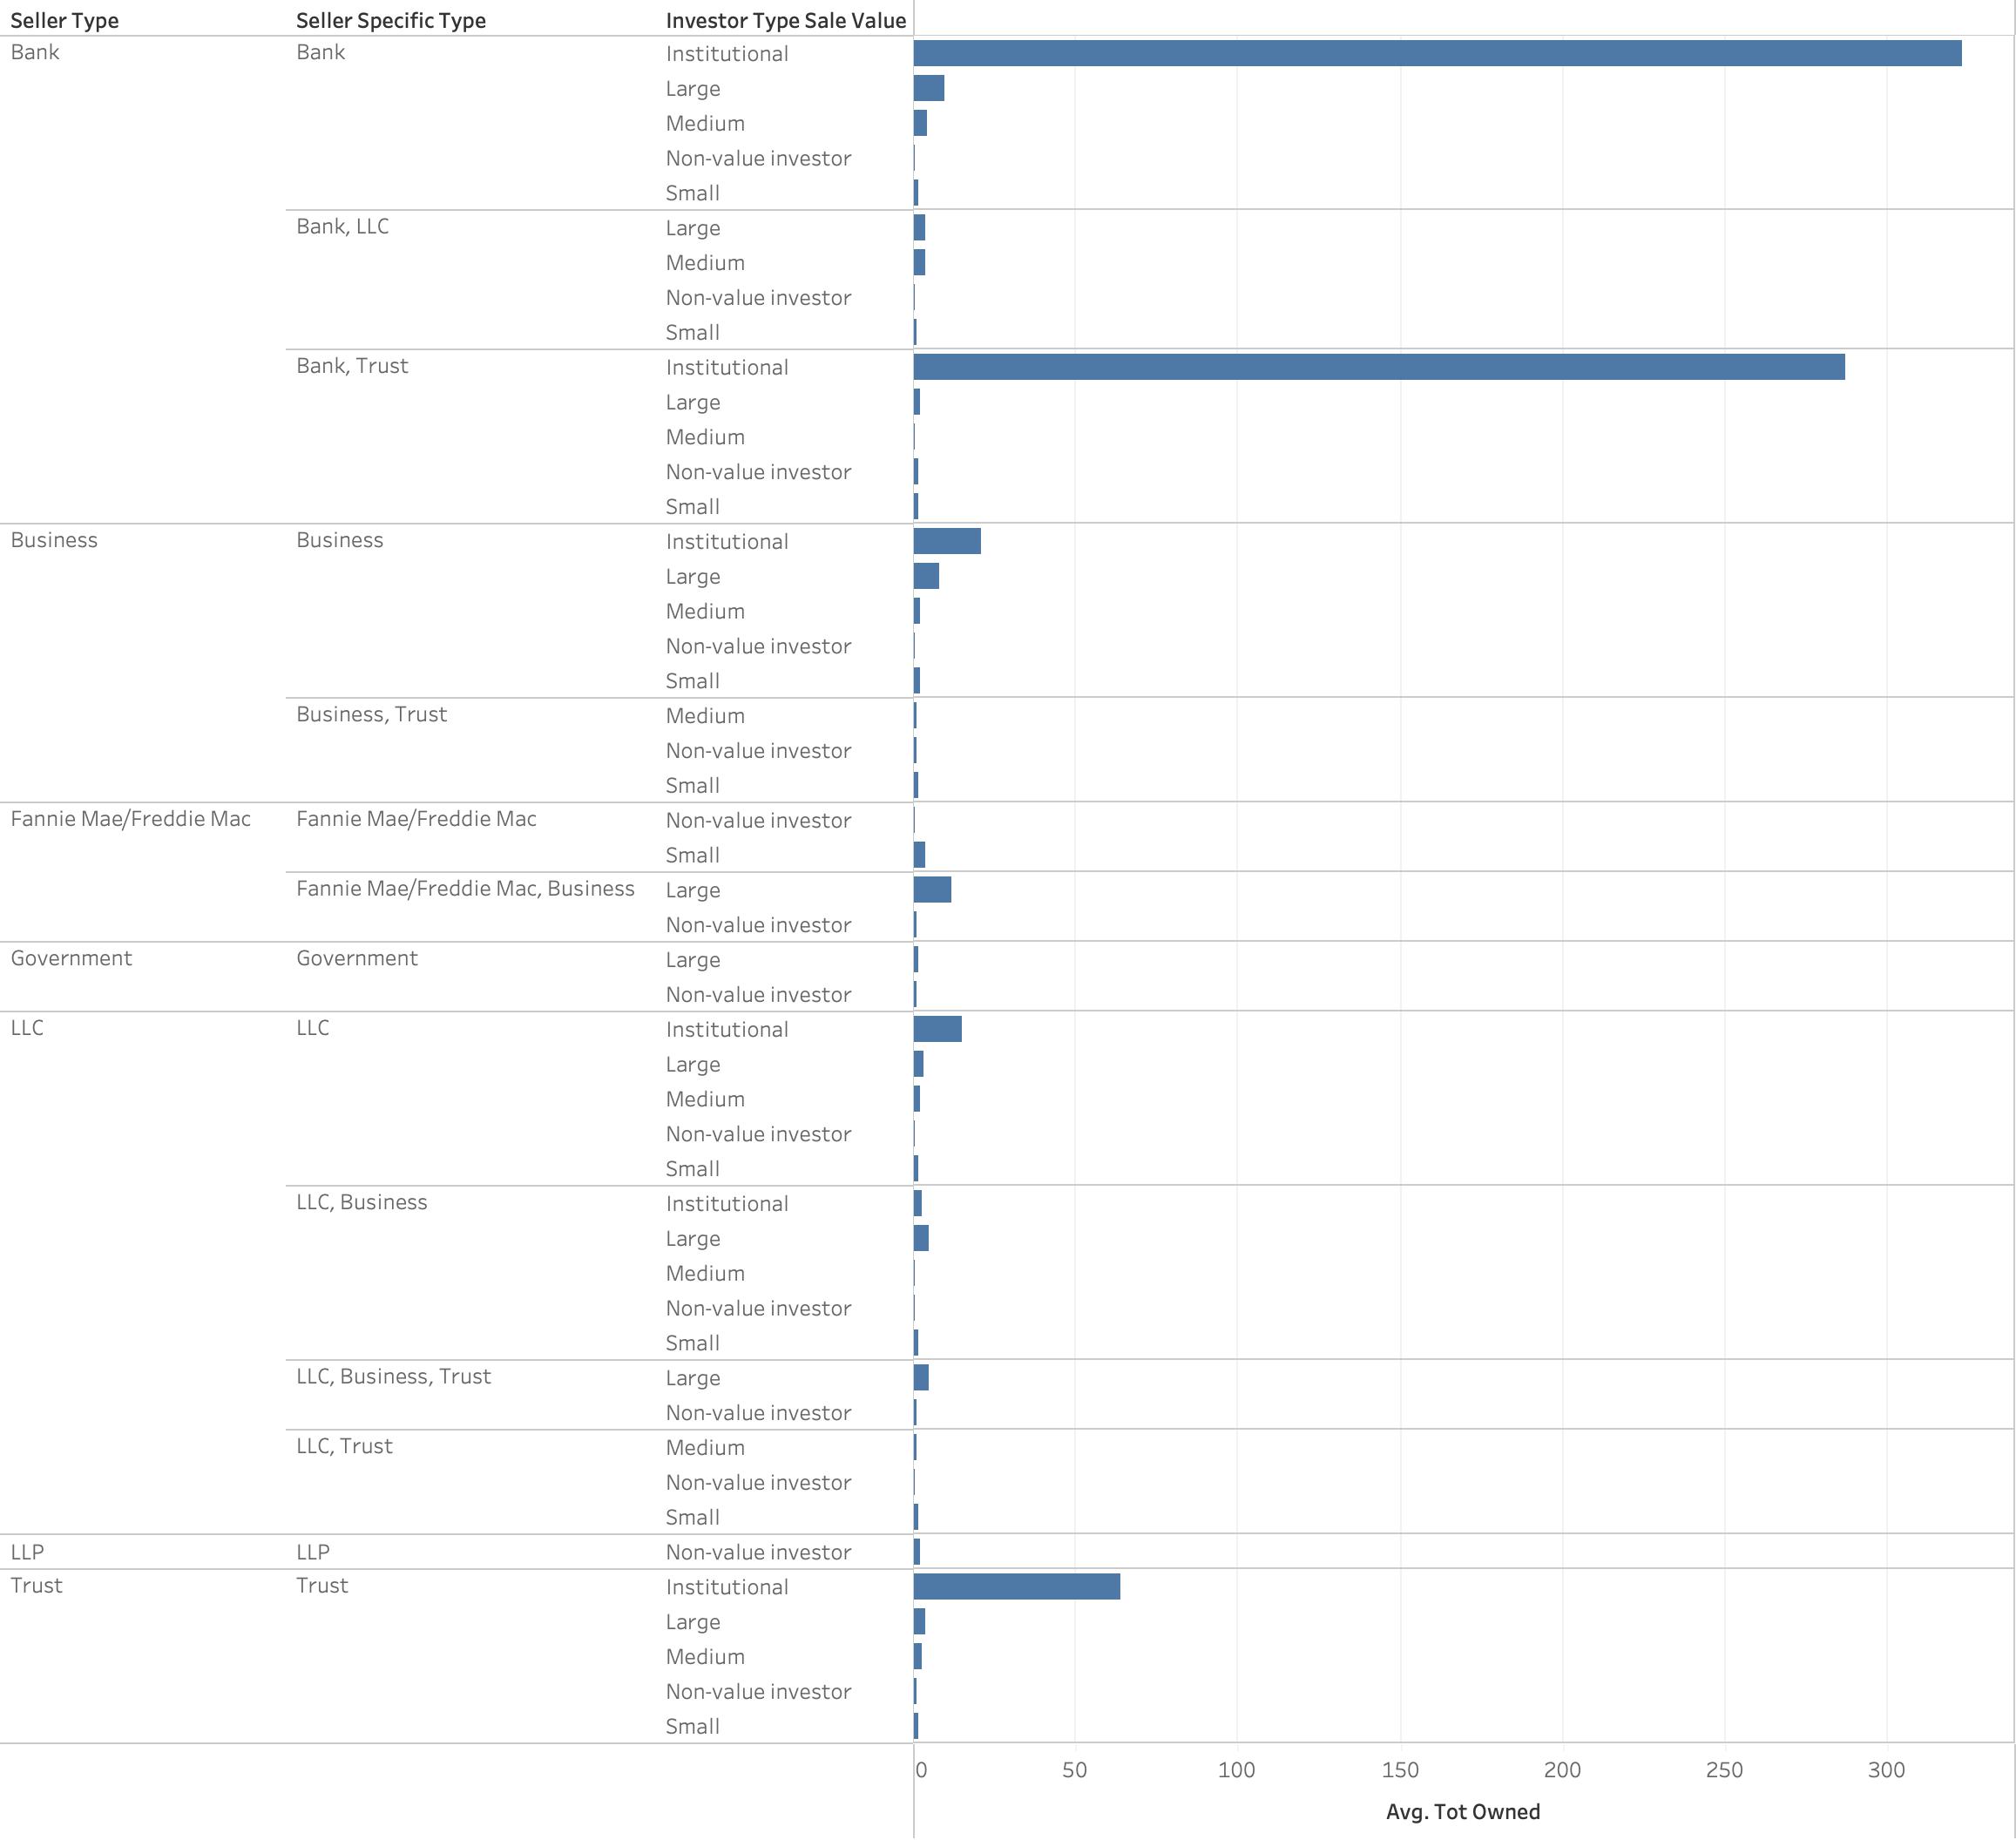 Seller Type Seller Specific Type Investor Type Sale Value
Bank Bank Institutional
Large
Medium
Non-value investor
Small
Bank, LLC Large
Medium
Non-value investor
Small
Bank, Trust Institutional
Large
Medium
Non-value investor
Small
Business Business Institutional
Large
Medium
Non-value investor
Small
Business, Trust Medium
Non-value investor
Small
Fannie Mae/Freddie Mac Fannie Mae/Freddie Mac Non-value investor
Small
Fannie Mae/Freddie Mac, Business Large
Non-value investor
Government Government Large
Non-value investor
LLC LLC Institutional
Large
Medium
Non-value investor
Small
LLC, Business Institutional
Large
Medium
Non-value investor
Small
LLC, Business, Trust Large
Non-value investor
LLC, Trust Medium
Non-value investor
Small
LLP LLP Non-value investor
Trust Trust Institutional
Large
Medium
Non-value investor
Small
0 50 100 150 200 250 300
Avg. Tot Owned